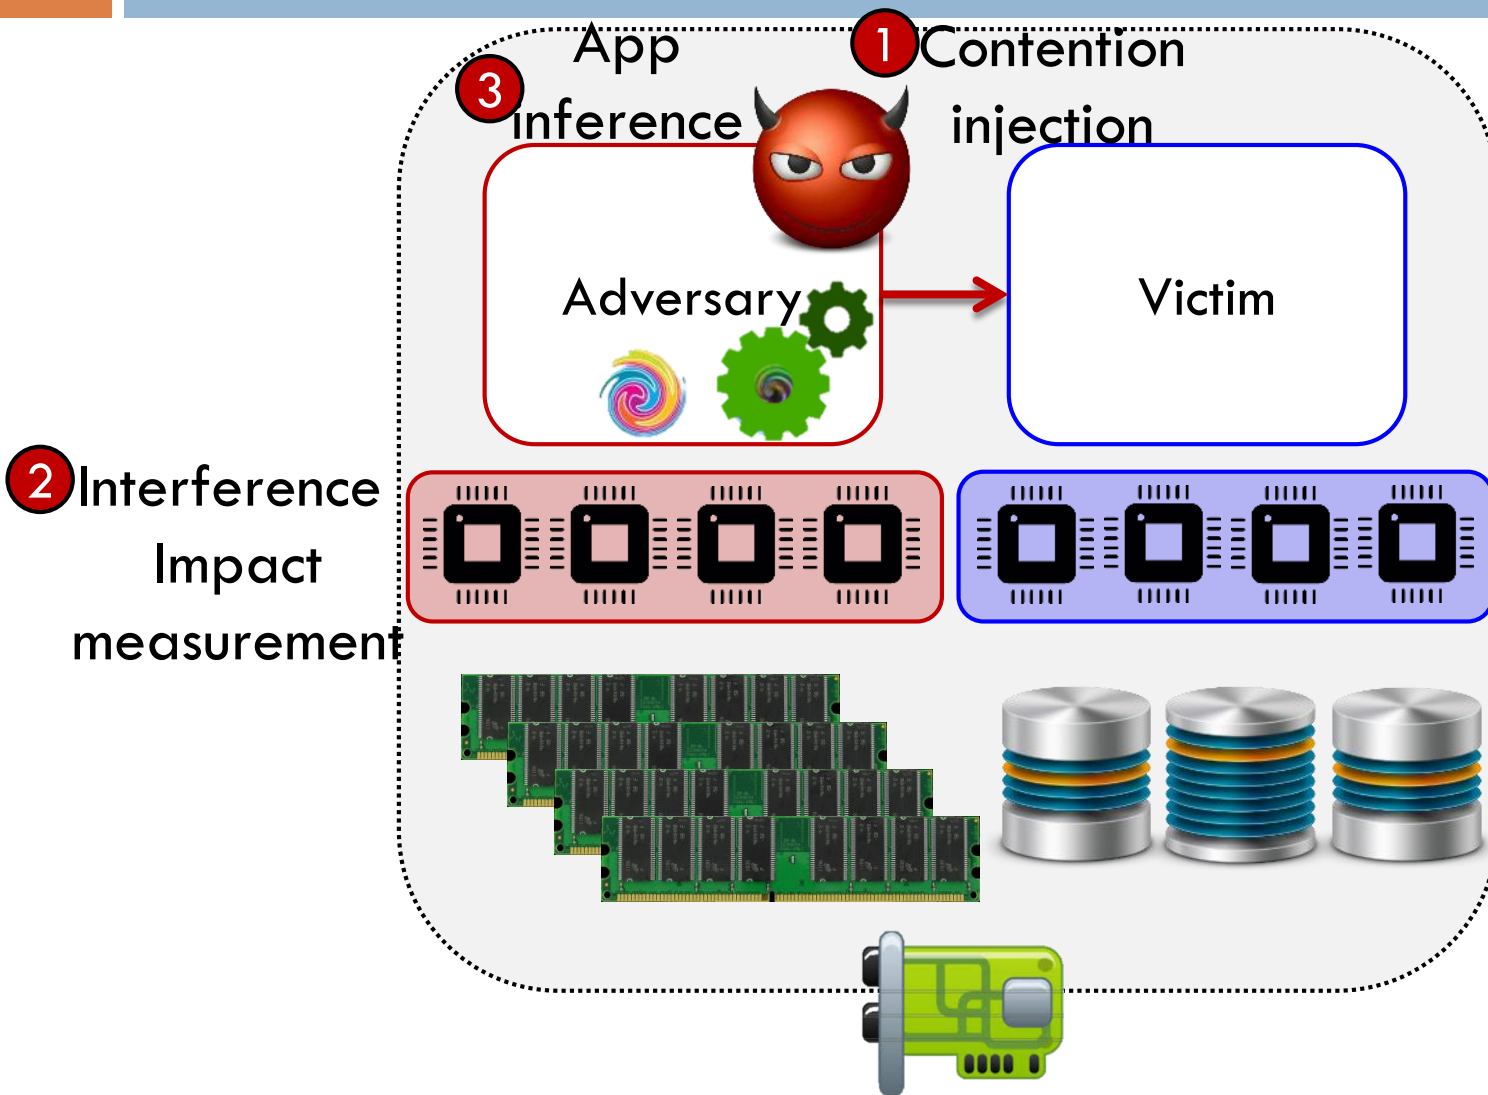 1 Contention
injection
3 App
inference
Adversary
Victim
2 Interference
Impact
measurement